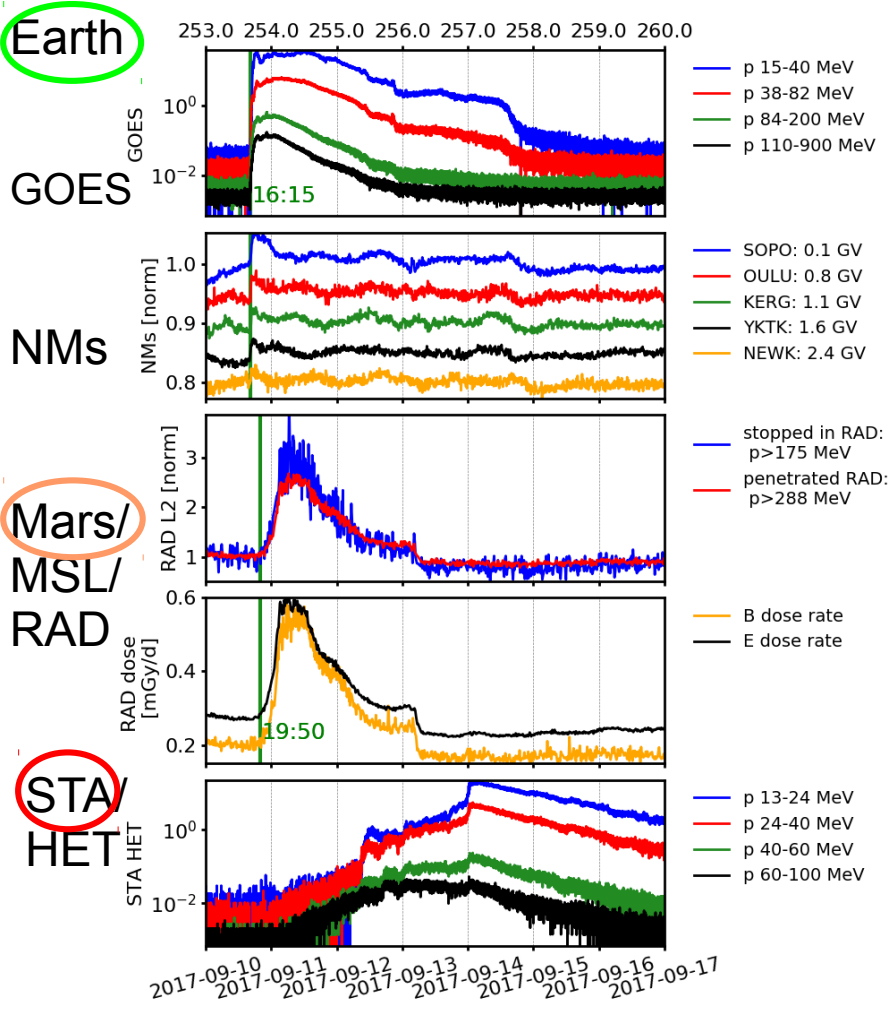 Earth
253.0 254.0 255.0 256.0 257.0 258.0 259.0 260.0
GOES
GOES
10⁰
10⁻²
16:15
p 15-40 MeV
p 38-82 MeV
p 84-200 MeV
p 110-900 MeV
NMs
NMs [norm]
1.0
0.9
0.8
SOPO: 0.1 GV
OULU: 0.8 GV
KERG: 1.1 GV
YKTK: 1.6 GV
NEWK: 2.4 GV
Mars/
MSL/
RAD
RAD L2 [norm]
3
2
1
stopped in RAD:
p>175 MeV
penetrated RAD:
p>288 MeV
RAD dose
[mGy/d]
0.6
0.4
0.2
19:50
B dose rate
E dose rate
STA/
HET
STA HET
10⁰
10⁻²
p 13-24 MeV
p 24-40 MeV
p 40-60 MeV
p 60-100 MeV
2017-09-10 2017-09-11 2017-09-12 2017-09-13 2017-09-14 2017-09-15 2017-09-16 2017-09-17